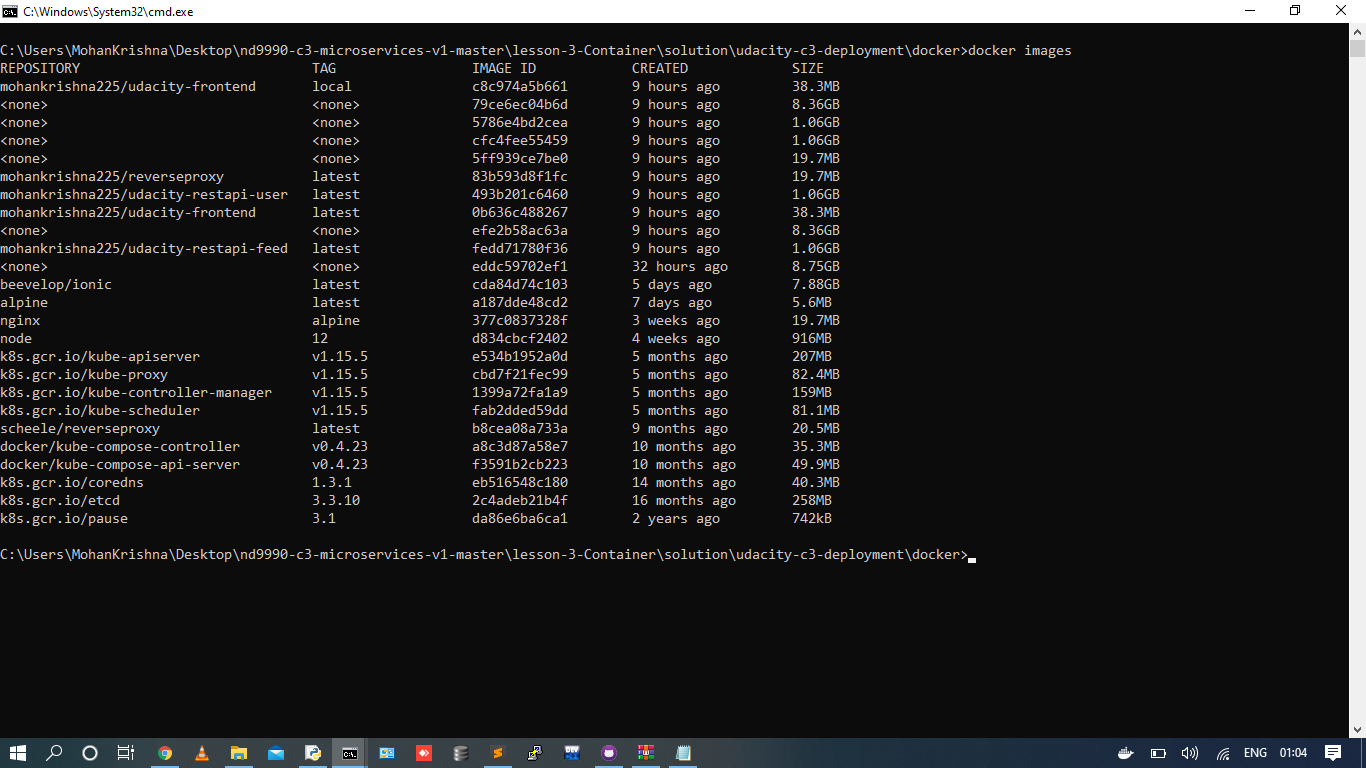 C:\Windows\System32\cmd.exe
C:\Users\MohanKrishna\Desktop\nd9990-c3-microservices-v1-master\lesson-3-Container\solution\udacity-c3-deployment\docker>docker images
REPOSITORY TAG IMAGE ID CREATED SIZE
mohankrishna225/udacity-frontend local c8c974a5b661 9 hours ago 38.3MB
<none> <none> 79ce6ec04b6d 9 hours ago 8.36GB
<none> <none> 5786e4bd2cea 9 hours ago 1.06GB
<none> <none> cfc4fee55459 9 hours ago 1.06GB
<none> <none> 5ff939ce7be0 9 hours ago 19.7MB
mohankrishna225/reverseproxy latest 83b593d8f1fc 9 hours ago 19.7MB
mohankrishna225/udacity-restapi-user latest 493b201c6460 9 hours ago 1.06GB
mohankrishna225/udacity-frontend latest 0b636c488267 9 hours ago 38.3MB
<none> <none> efe2b58ac63a 9 hours ago 8.36GB
mohankrishna225/udacity-restapi-feed latest fedd71780f36 9 hours ago 1.06GB
<none> <none> eddc59702ef1 32 hours ago 8.75GB
beevelop/ionic latest cda84d74c103 5 days ago 7.88GB
alpine latest a187dde48cd2 7 days ago 5.6MB
nginx alpine 377c0837328f 3 weeks ago 19.7MB
node 12 d834cbcf2402 4 weeks ago 916MB
k8s.gcr.io/kube-apiserver v1.15.5 e534b1952a0d 5 months ago 207MB
k8s.gcr.io/kube-proxy v1.15.5 cbd7f21fec99 5 months ago 82.4MB
k8s.gcr.io/kube-controller-manager v1.15.5 1399a72fa1a9 5 months ago 159MB
k8s.gcr.io/kube-scheduler v1.15.5 fab2dded59dd 5 months ago 81.1MB
scheele/reverseproxy latest b8cea08a733a 9 months ago 20.5MB
docker/kube-compose-controller v0.4.23 a8c3d87a58e7 10 months ago 35.3MB
docker/kube-compose-api-server v0.4.23 f3591b2cb223 10 months ago 49.9MB
k8s.gcr.io/coredns 1.3.1 eb516548c180 14 months ago 40.3MB
k8s.gcr.io/etcd 3.3.10 2c4adeb21b4f 16 months ago 258MB
k8s.gcr.io/pause 3.1 da86e6ba6ca1 2 years ago 742kB
C:\Users\MohanKrishna\Desktop\nd9990-c3-microservices-v1-master\lesson-3-Container\solution\udacity-c3-deployment\docker>
ENG 01:04